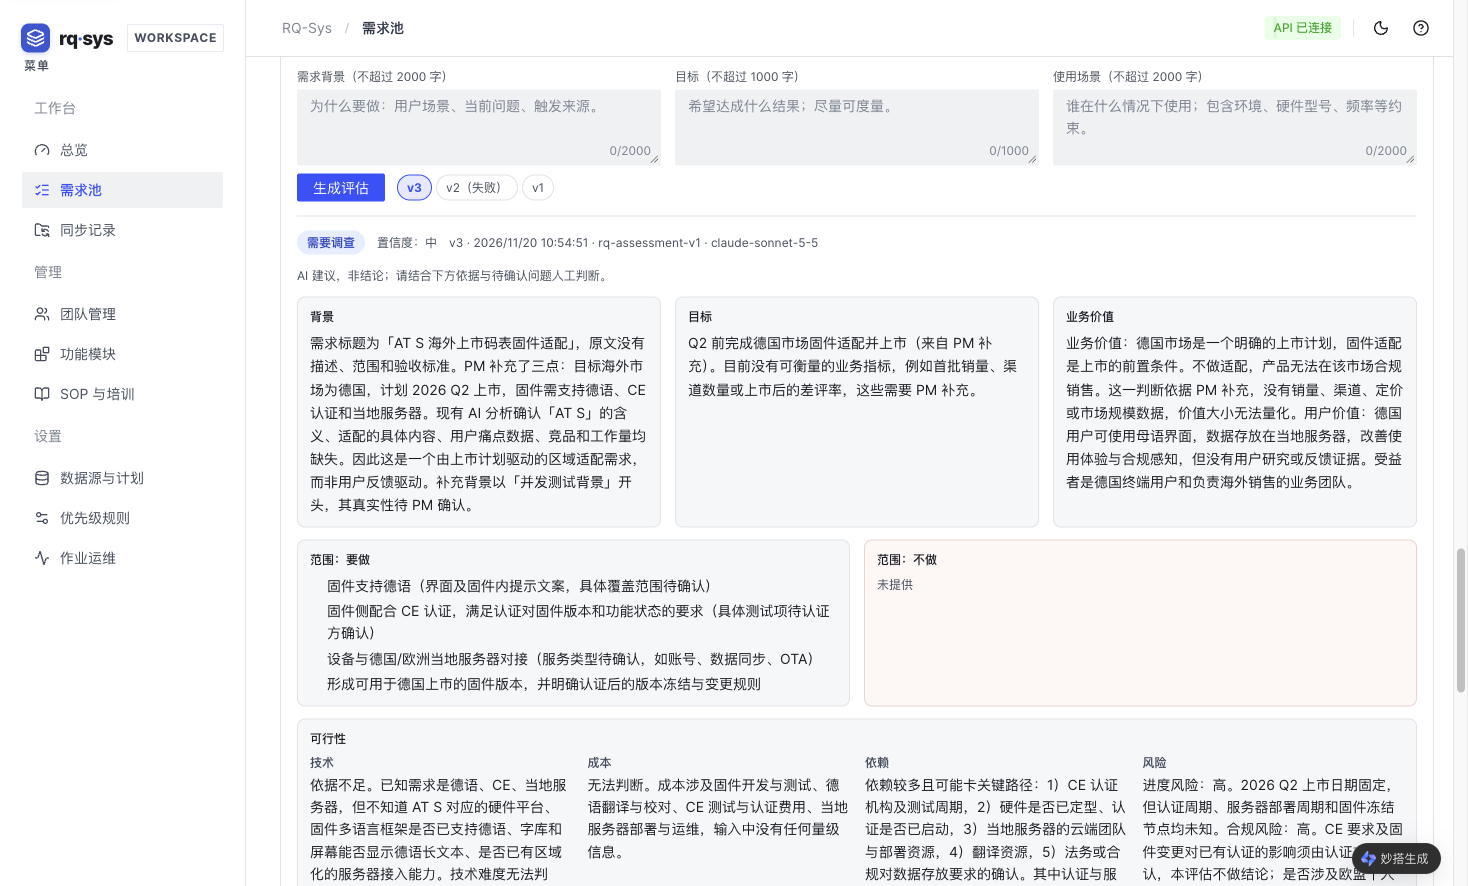 rq·sys
WORKSPACE
菜单
工作台
总览
需求池
同步记录
管理
团队管理
功能模块
SOP 与培训
设置
数据源与计划
优先级规则
作业运维
RQ-Sys / 需求池
API 已连接
需求背景（不超过 2000 字）
为什么要做：用户场景、当前问题、触发来源。
0/2000
目标（不超过 1000 字）
希望达成什么结果；尽量可度量。
0/1000
使用场景（不超过 2000 字）
谁在什么情况下使用；包含环境、硬件型号、频率等约
束。
0/2000
生成评估
v3
v2（失败）
v1
需要调查
置信度：中
v3 · 2026/11/20 10:54:51 · rq-assessment-v1 · claude-sonnet-5-5
AI 建议，非结论；请结合下方依据与待确认问题人工判断。
背景
需求标题为「AT S 海外上市码表固件适配」，原文没有
描述、范围和验收标准。PM 补充了三点：目标海外市
场为德国，计划 2026 Q2 上市，固件需支持德语、CE
认证和当地服务器。现有 AI 分析确认「AT S」的含
义、适配的具体内容、用户痛点数据、竞品和工作量均
缺失。因此这是一个由上市计划驱动的区域适配需求，
而非用户反馈驱动。补充背景以「并发测试背景」开
头，其真实性待 PM 确认。
目标
Q2 前完成德国市场固件适配并上市（来自 PM 补
充）。目前没有可衡量的业务指标，例如首批销量、渠
道数量或上市后的差评率，这些需要 PM 补充。
业务价值
业务价值：德国市场是一个明确的上市计划，固件适配
是上市的前置条件。不做适配，产品无法在该市场合规
销售。这一判断依据 PM 补充，没有销量、渠道、定价
或市场规模数据，价值大小无法量化。用户价值：德国
用户可使用母语界面，数据存放在当地服务器，改善使
用体验与合规感知，但没有用户研究或反馈证据。受益
者是德国终端用户和负责海外销售的业务团队。
范围：要做
固件支持德语（界面及固件内提示文案，具体覆盖范围待确认）
固件侧配合 CE 认证，满足认证对固件版本和功能状态的要求（具体测试项待认证
方确认）
设备与德国/欧洲当地服务器对接（服务类型待确认，如账号、数据同步、OTA）
形成可用于德国上市的固件版本，并明确认证后的版本冻结与变更规则
范围：不做
未提供
可行性
技术
依据不足。已知需求是德语、CE、当地服
务器，但不知道 AT S 对应的硬件平台、
固件多语言框架是否已支持德语、字库和
屏幕能否显示德语长文本、是否已有区域
化的服务器接入能力。技术难度无法判
成本
无法判断。成本涉及固件开发与测试、德
语翻译与校对、CE 测试与认证费用、当地
服务器部署与运维，输入中没有任何量级
信息。
依赖
依赖较多且可能卡关键路径：1）CE 认证
机构及测试周期，2）硬件是否已定型、认
证是否已启动，3）当地服务器的云端团队
与部署资源，4）翻译资源，5）法务或合
规对数据存放要求的确认。其中认证与服
风险
进度风险：高。2026 Q2 上市日期固定，
但认证周期、服务器部署周期和固件冻结
节点均未知。合规风险：高。CE 要求及固
件变更对已有认证的影响须由认证
认，本评估不做结论；是否涉及欧盟
妙搭生成